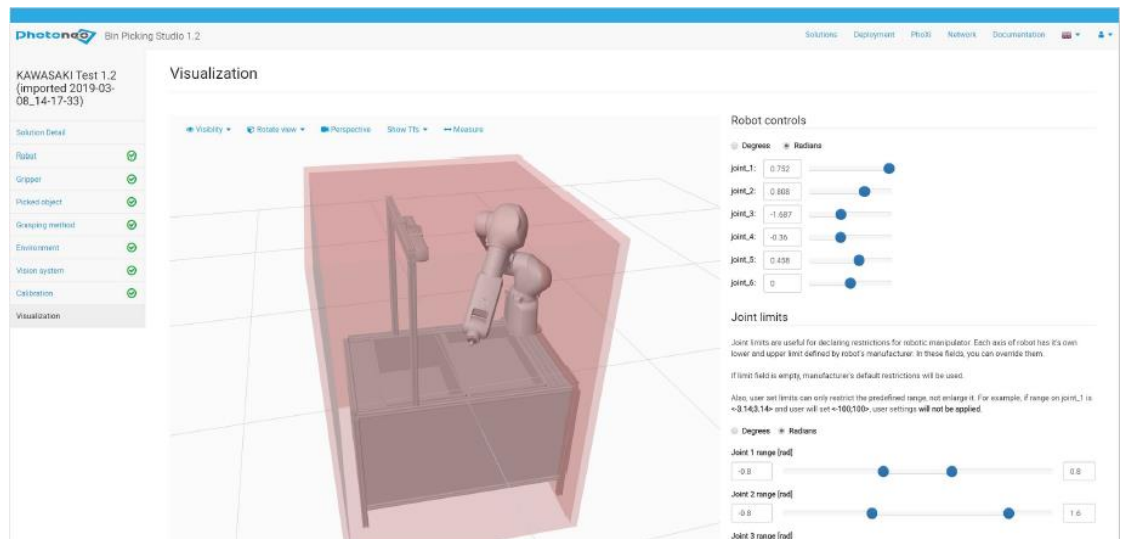 photoneo Bin Picking Studio 1.2
Solutions Deployment PhoXi Network Documentation
KAWASAKI Test 1.2
(imported 2019-03-
08_14-17-33)
Solution Detail
Robot
Gripper
Picked object
Grasping method
Environment
Vision system
Calibration
Visualization
Visualization
Visiblity Rotate view Perspective Show Tfs Measure
Robot controls
Degrees Radians
joint_1: 0.752
joint_2: 0.808
joint_3: -1.687
joint_4: -0.36
joint_5: 0.458
joint_6: 0
Joint limits
Joint limits are useful for declaring restrictions for robotic manipulator. Each axis of robot has it's own
lower and upper limit defined by robot's manufacturer. In these fields, you can override them.
If limit field is empty, manufacturer's default restrictions will be used.
Also, user set limits can only restrict the predefined range, not enlarge it. For example, if range on joint_1 is
<-3.14;3.14> and user will set <-100;100>, user settings will not be applied.
Degrees Radians
Joint 1 range [rad]
-0.8 0.8
Joint 2 range [rad]
-0.8 1.6
Joint 3 range [rad]